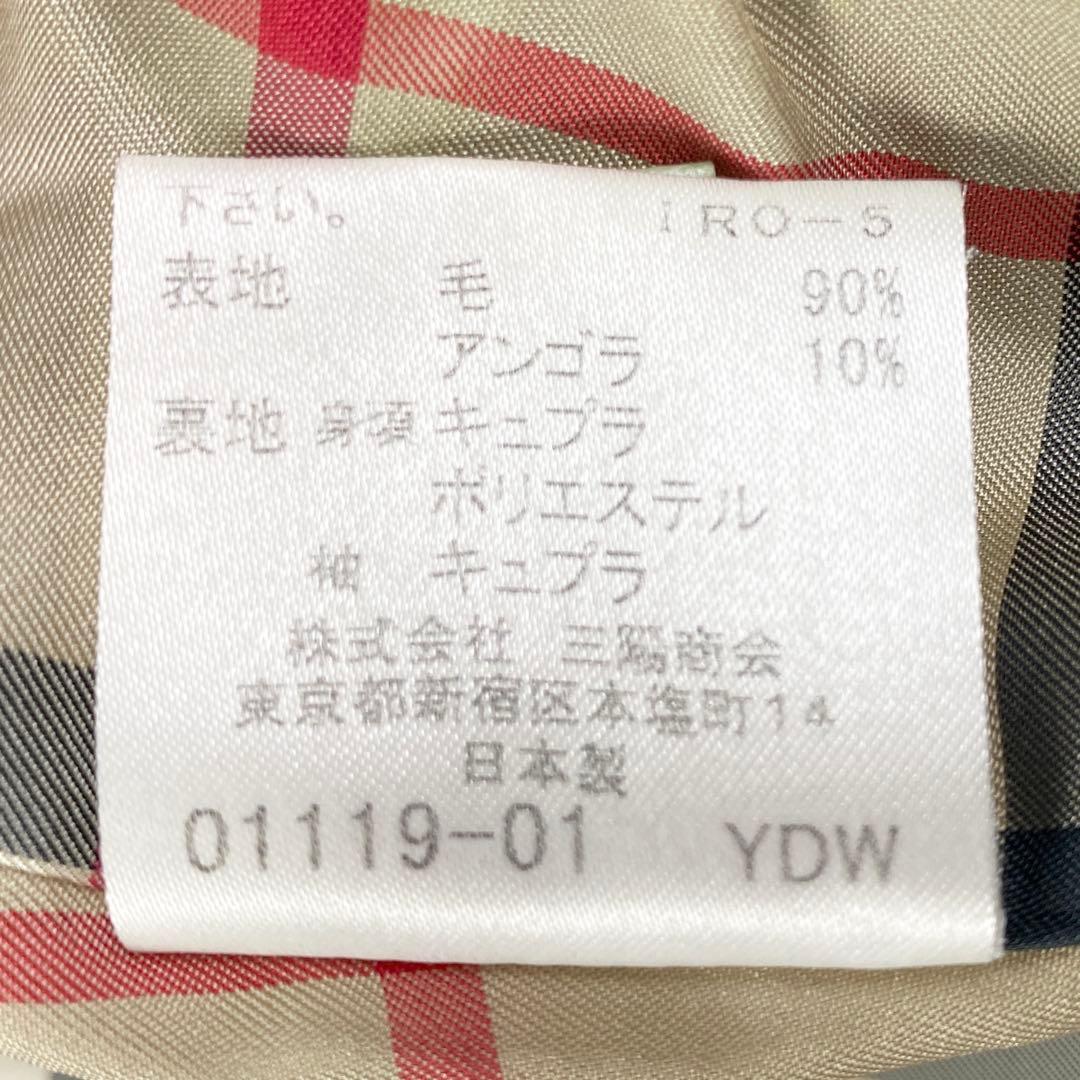 下さい。 IRO-S
表地 毛 90%
アンゴラ 10%
裏地 身頃 キュプラ
ポリエステル
袖 キュプラ
株式会社 三陽商会
東京都新宿区本塩町14
日本製
01119-01 YDW